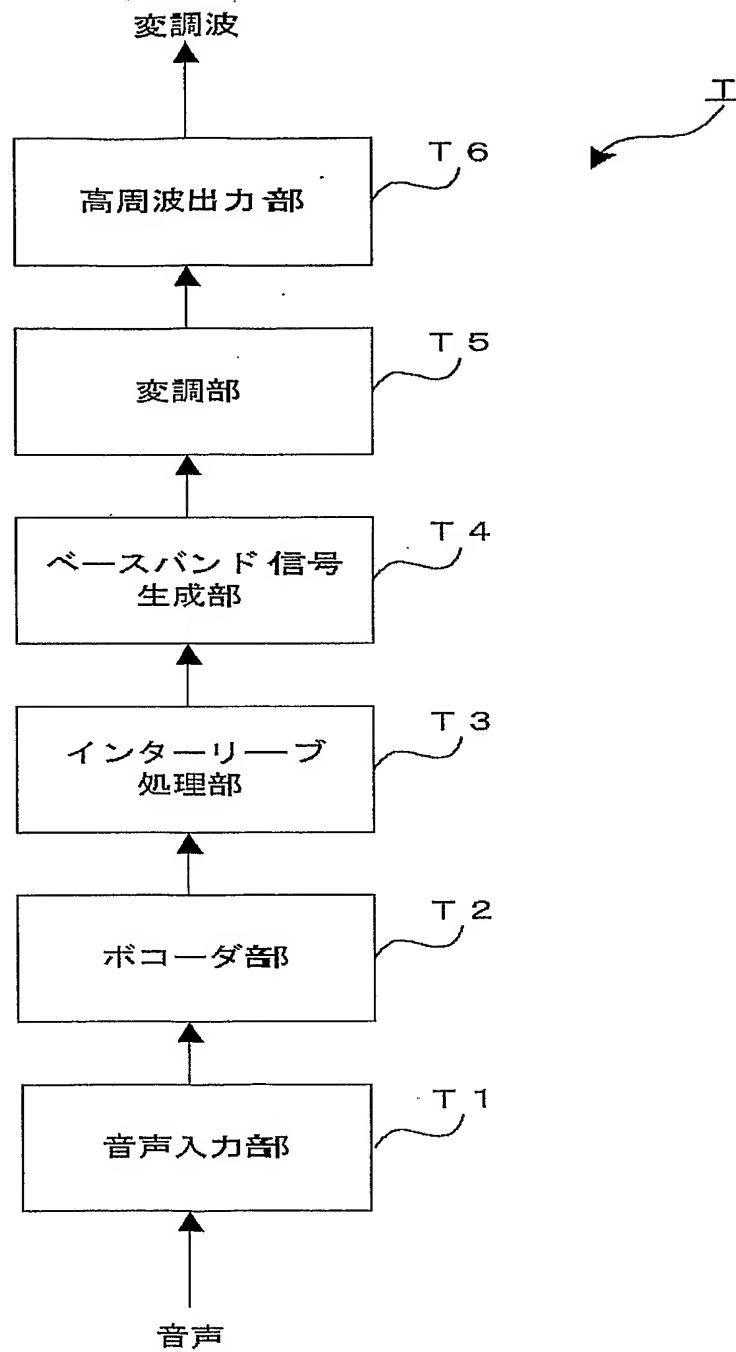 変調波
T
T6
高周波出力部
T5
変調部
T4
ベースバンド信号
生成部
T3
インターリーブ
処理部
T2
ボコーダ部
T1
音声入力部
音声